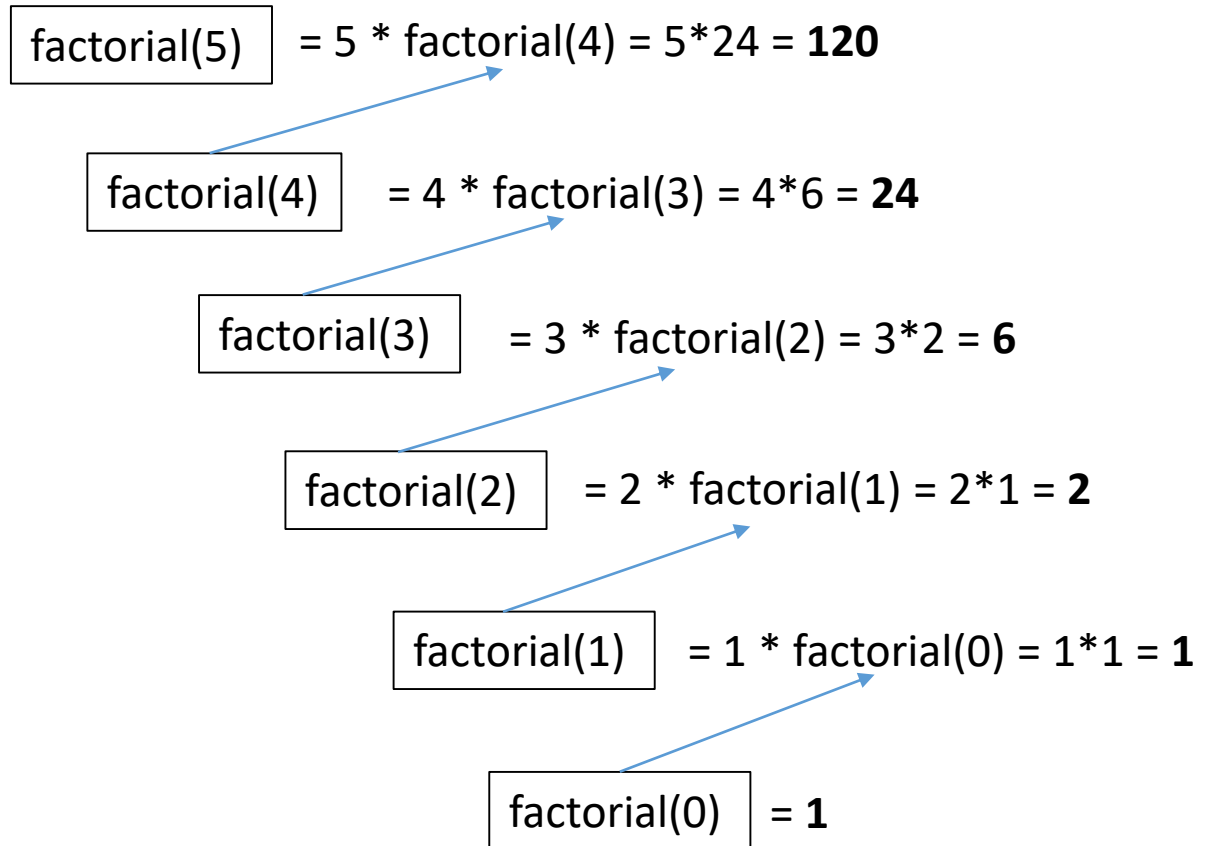 factorial(5) = 5 * factorial(4) = 5*24 = 120
factorial(4) = 4 * factorial(3) = 4*6 = 24
factorial(3) = 3 * factorial(2) = 3*2 = 6
factorial(2) = 2 * factorial(1) = 2*1 = 2
factorial(1) = 1 * factorial(0) = 1*1 = 1
factorial(0) = 1